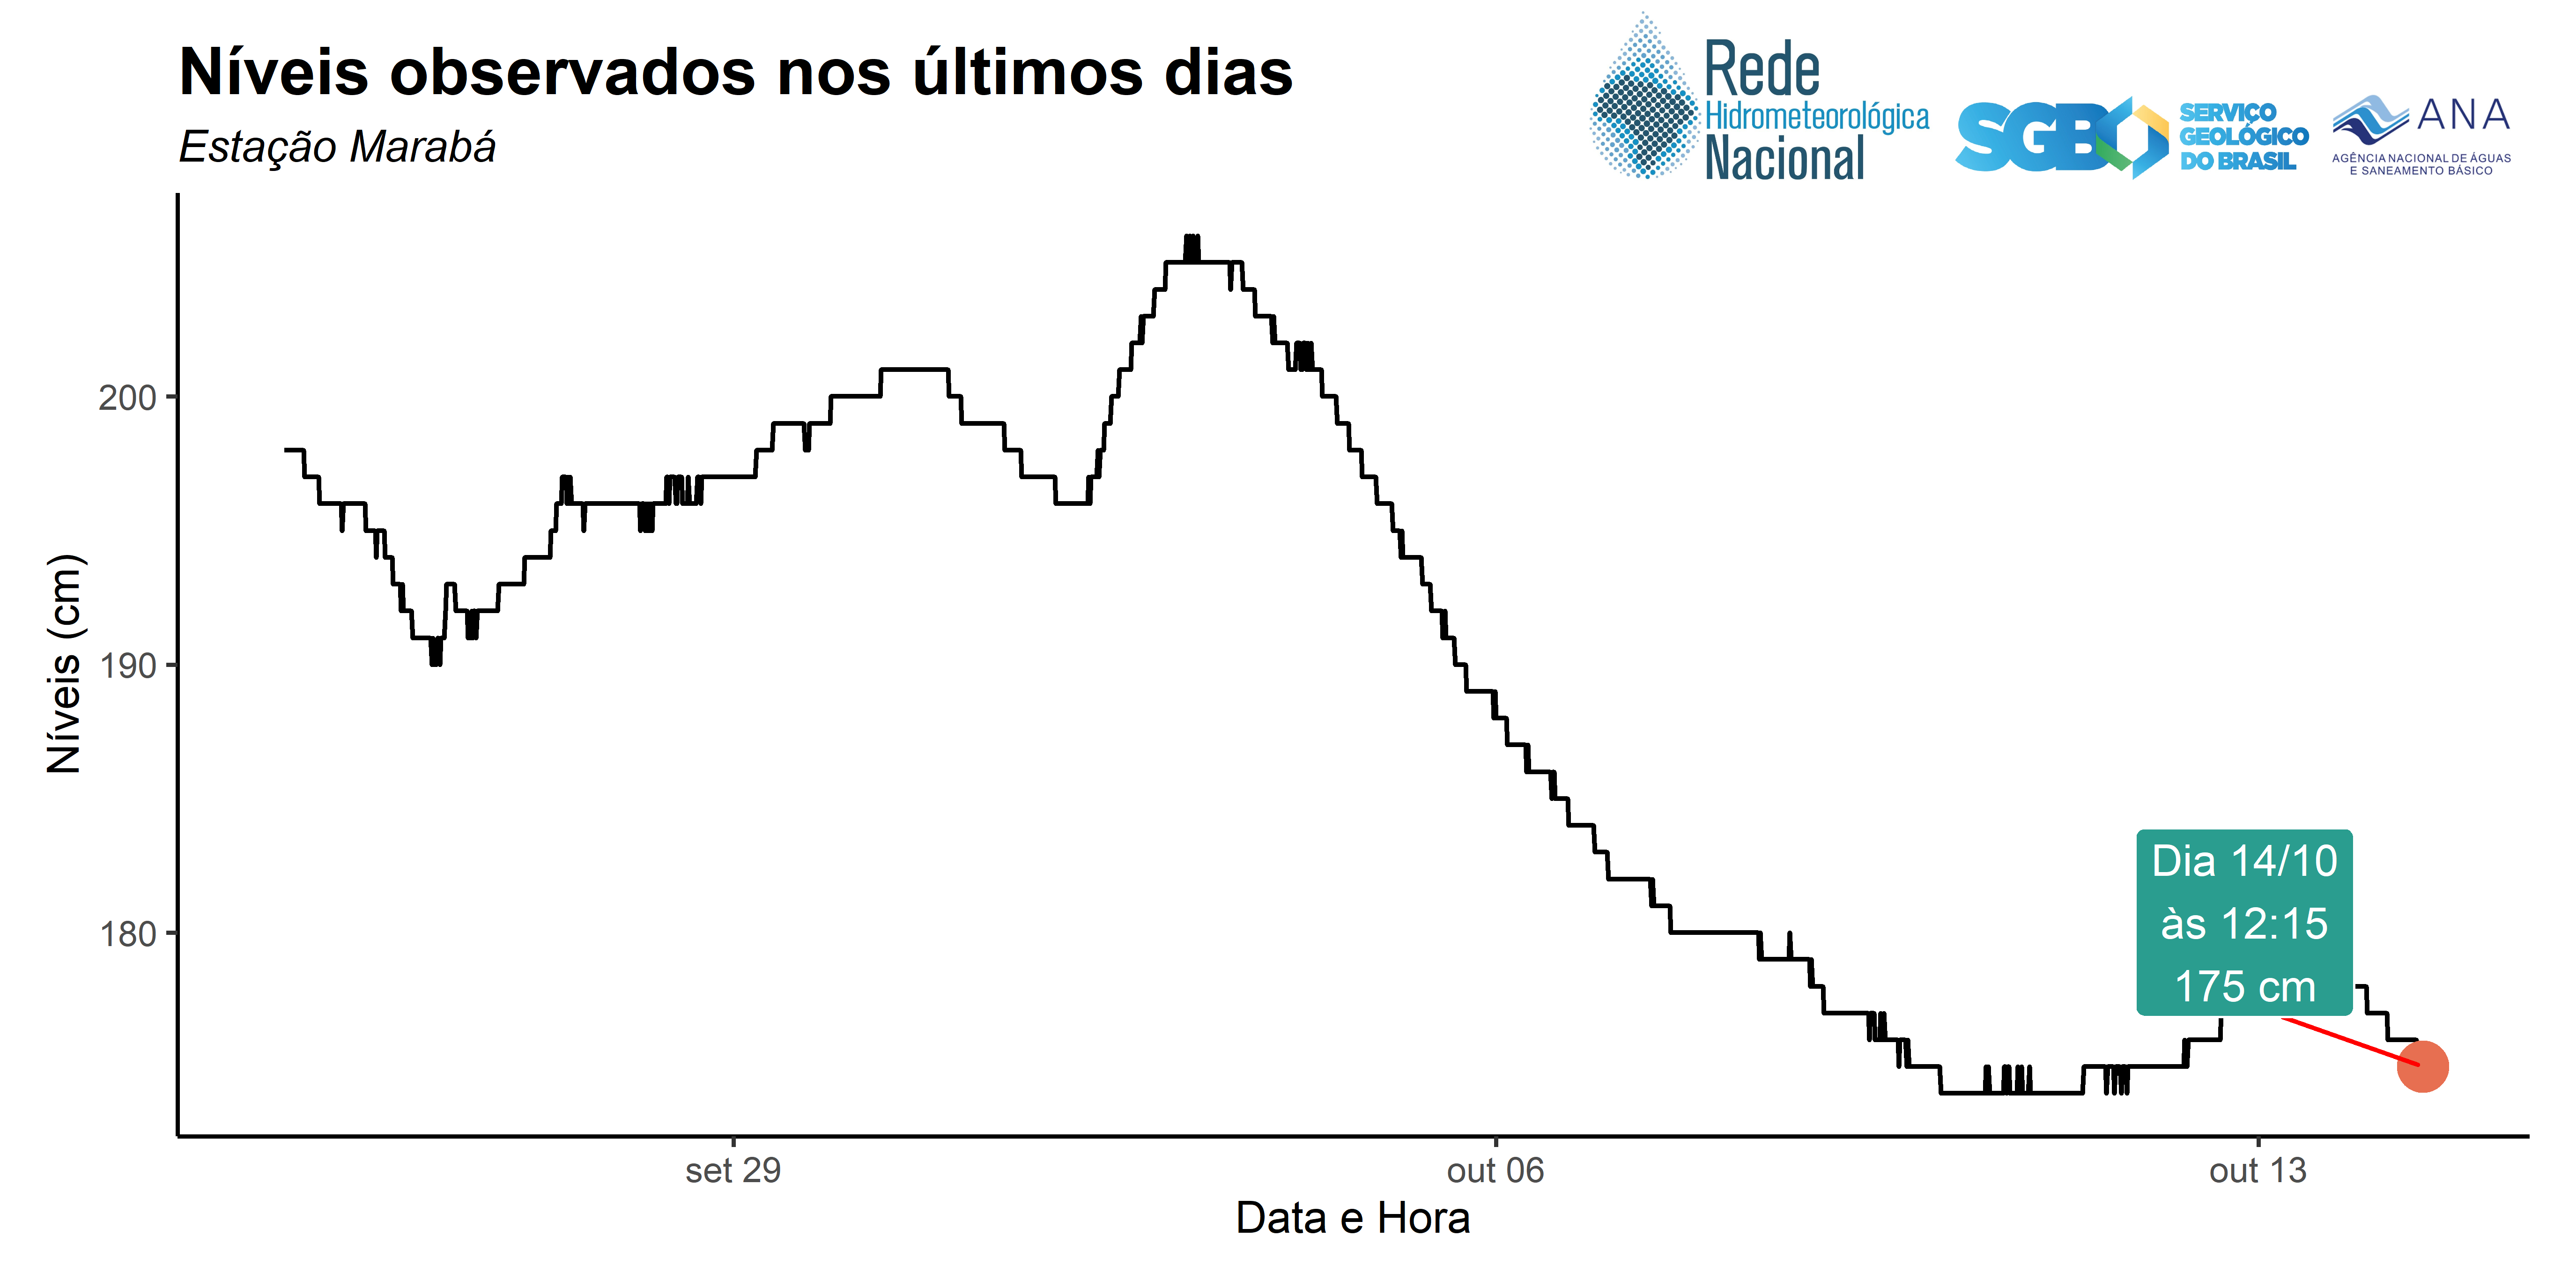 Níveis observados nos últimos dias
Estação Marabá
Rede
Hidrometeorológica
Nacional
SGB
SERVIÇO
GEOLÓGICO
DO BRASIL
ANA
AGÊNCIA NACIONAL DE ÁGUAS
E SANEAMENTO BÁSICO
Níveis (cm)
200
190
180
Dia 14/10
às 12:15
175 cm
set 29
out 06
out 13
Data e Hora